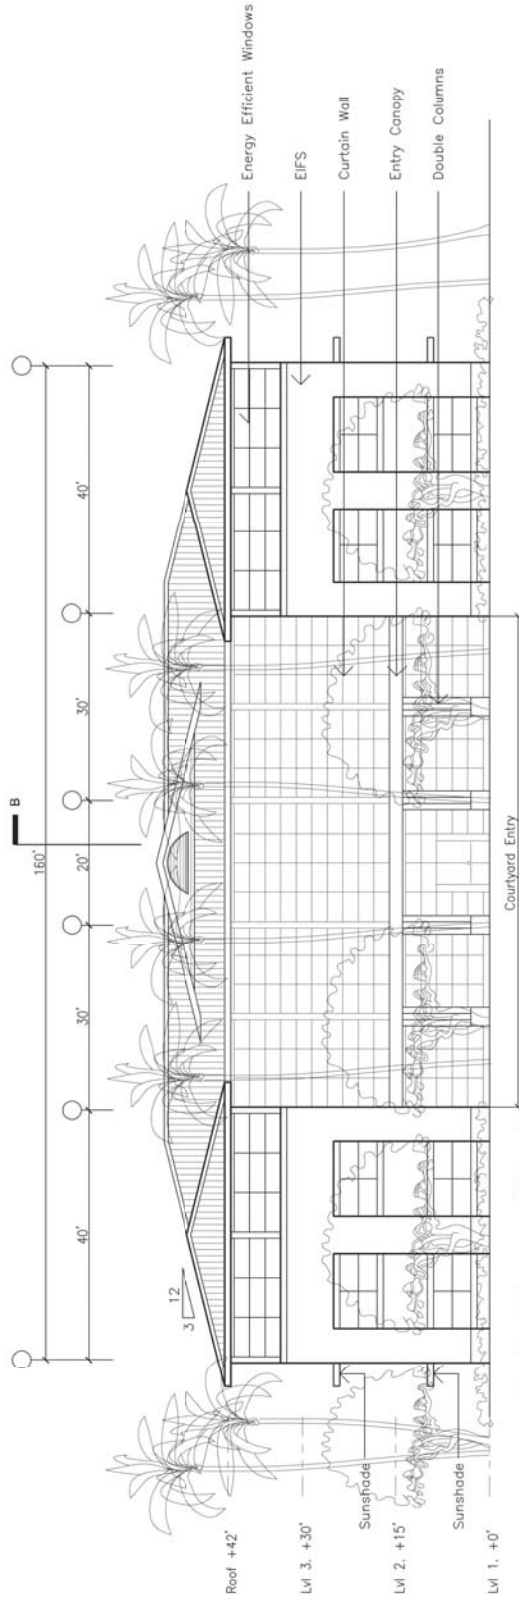 B
160'
40'
30'
20'
30'
40'
12
3
Roof +42'
Lvl 3. +30'
Lvl 2. +15'
Lvl 1. +0'
Sunshade
Sunshade
Energy Efficient Windows
EIFS
Curtain Wall
Entry Canopy
Double Columns
Courtyard Entry